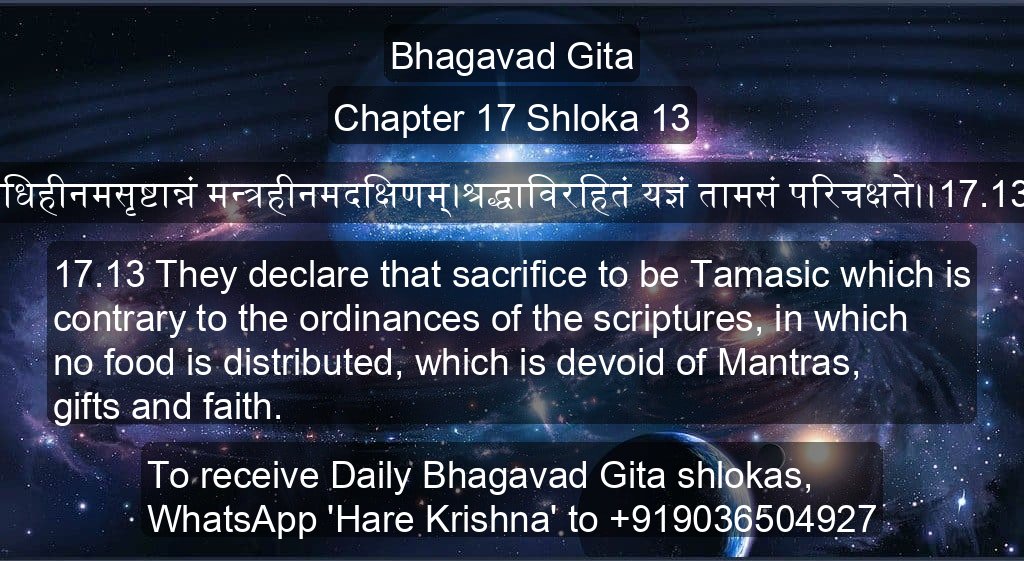 Bhagavad Gita
Chapter 17 Shloka 13
धिहीनमसृष्टान्नं मन्त्रहीनमदक्षिणम्।श्रद्धाविरहितं यज्ञं तामसं परिचक्षते।।17.13
17.13 They declare that sacrifice to be Tamasic which is
contrary to the ordinances of the scriptures, in which
no food is distributed, which is devoid of Mantras,
gifts and faith.
To receive Daily Bhagavad Gita shlokas,
WhatsApp 'Hare Krishna' to +919036504927